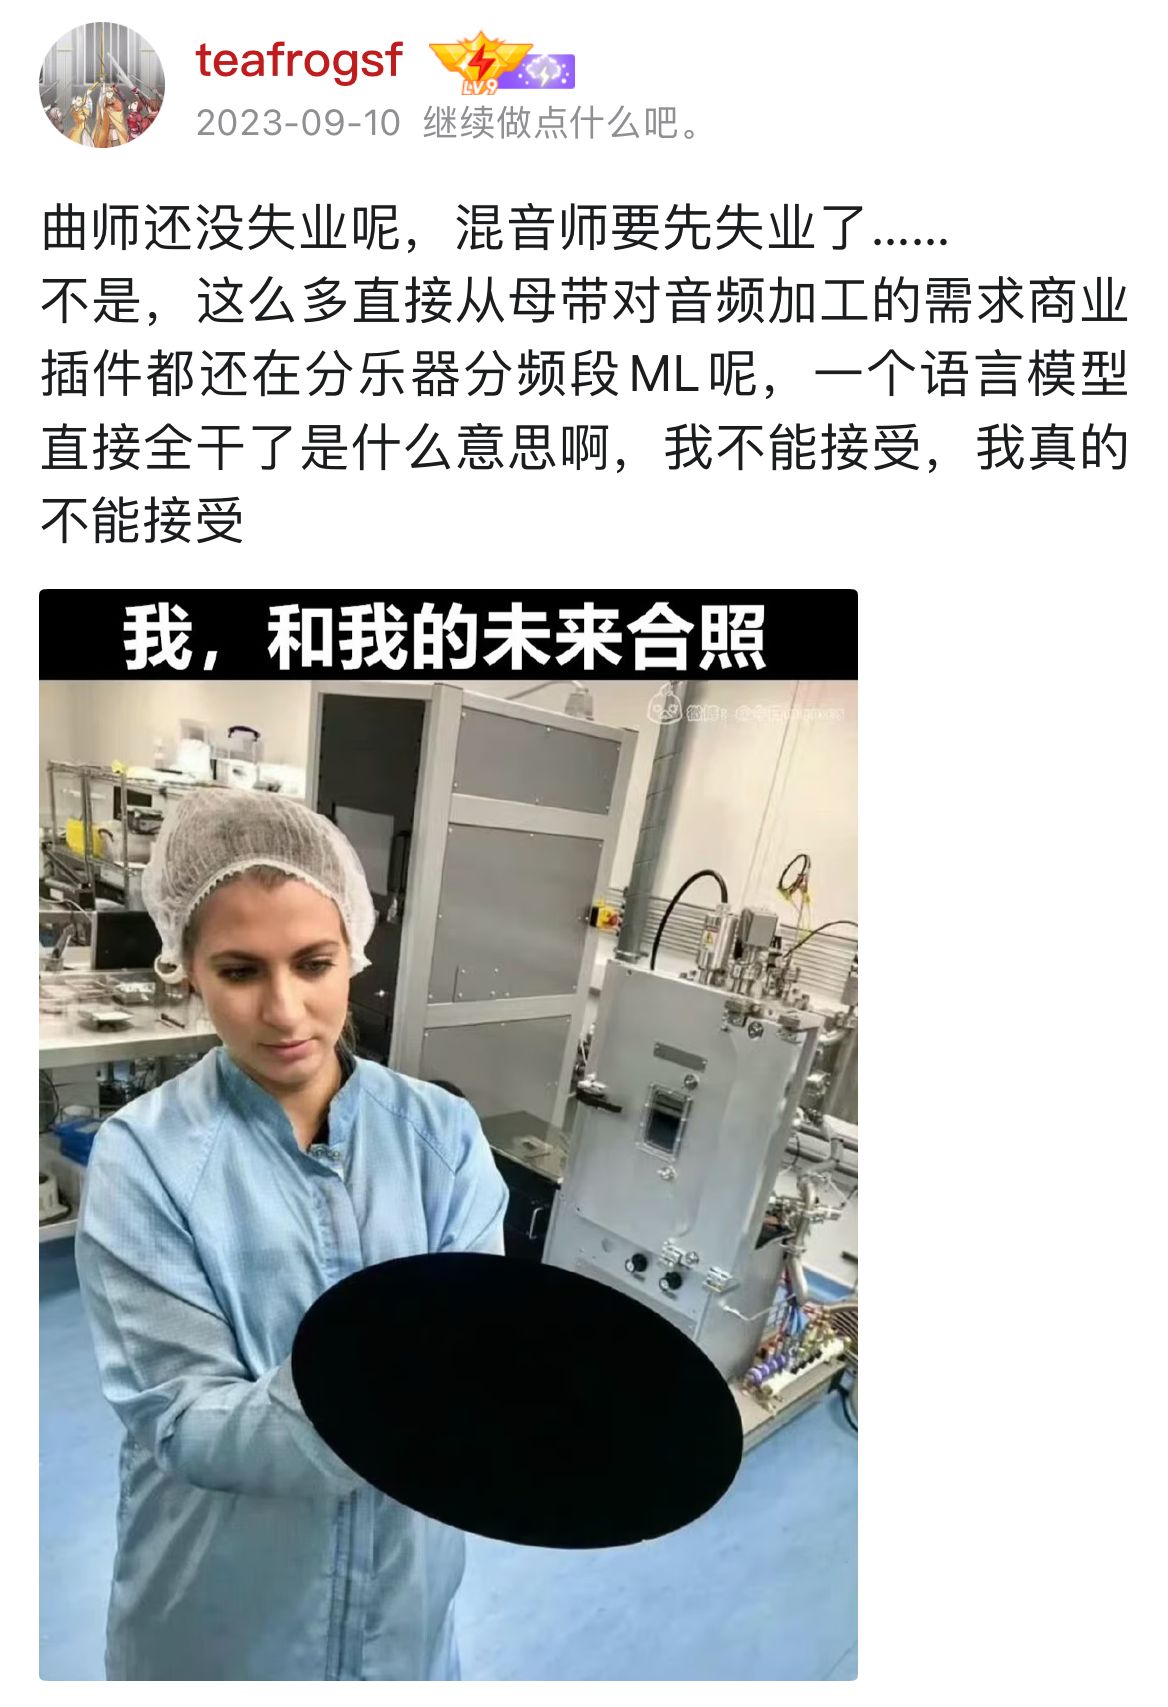 teafrogsf
LV9
2023-09-10 继续做点什么吧。
曲师还没失业呢，混音师要先失业了......
不是，这么多直接从母带对音频加工的需求商业
插件都还在分乐器分频段ML呢，一个语言模型
直接全干了是什么意思啊，我不能接受，我真的
不能接受
我，和我的未来合照